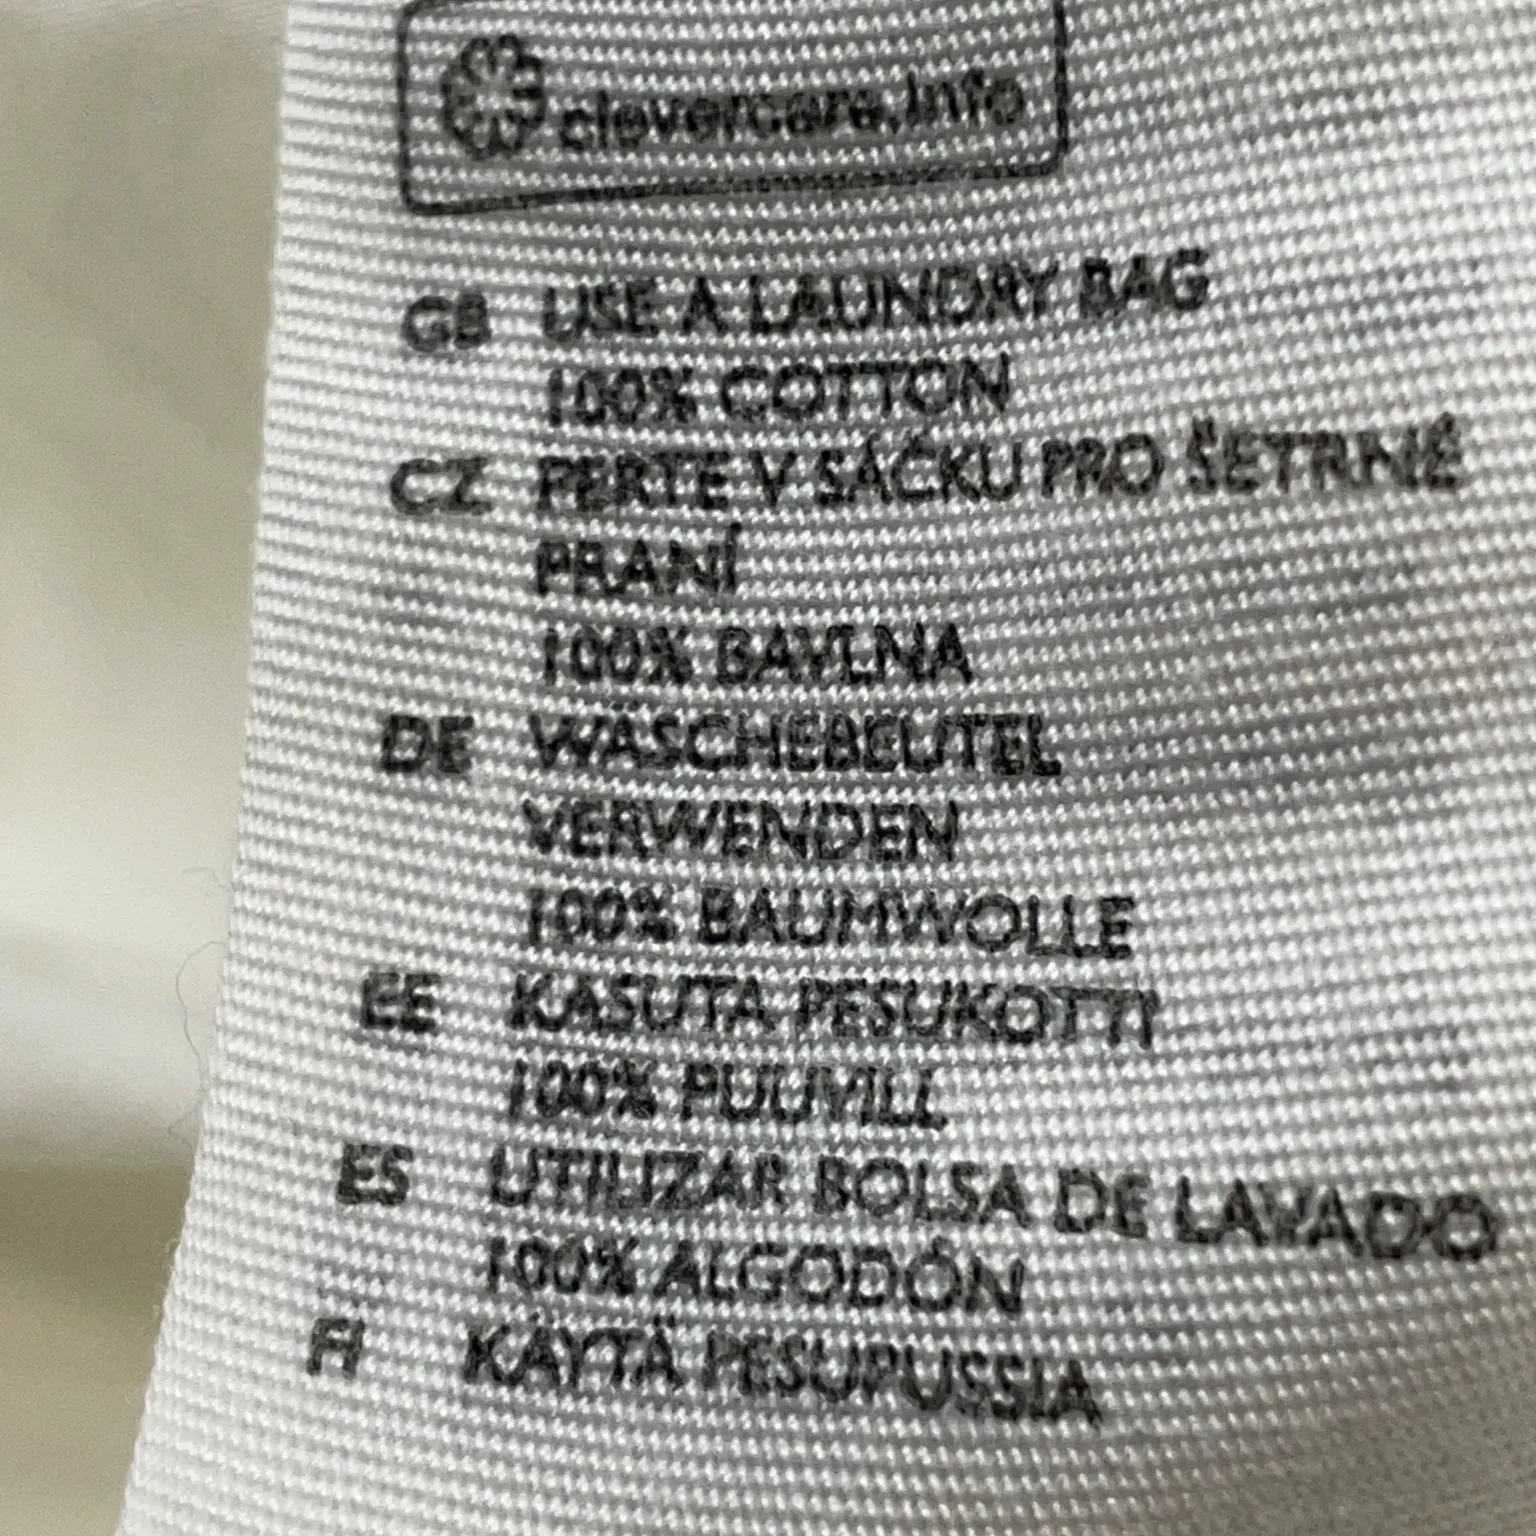 clevercare.info
GB USE A LAUNDRY BAG
100% COTTON
CZ PERTE V SÁČKU PRO ŠETRNÉ
PRANÍ
100% BAVLNA
DE WÄSCHEBEUTEL
VERWENDEN
100% BAUMWOLLE
EE KASUTA PESUKOTTI
100% PUUVILL
ES UTILIZAR BOLSA DE LAVADO
100% ALGODÓN
FI KÄYTÄ PESUPUSSIA